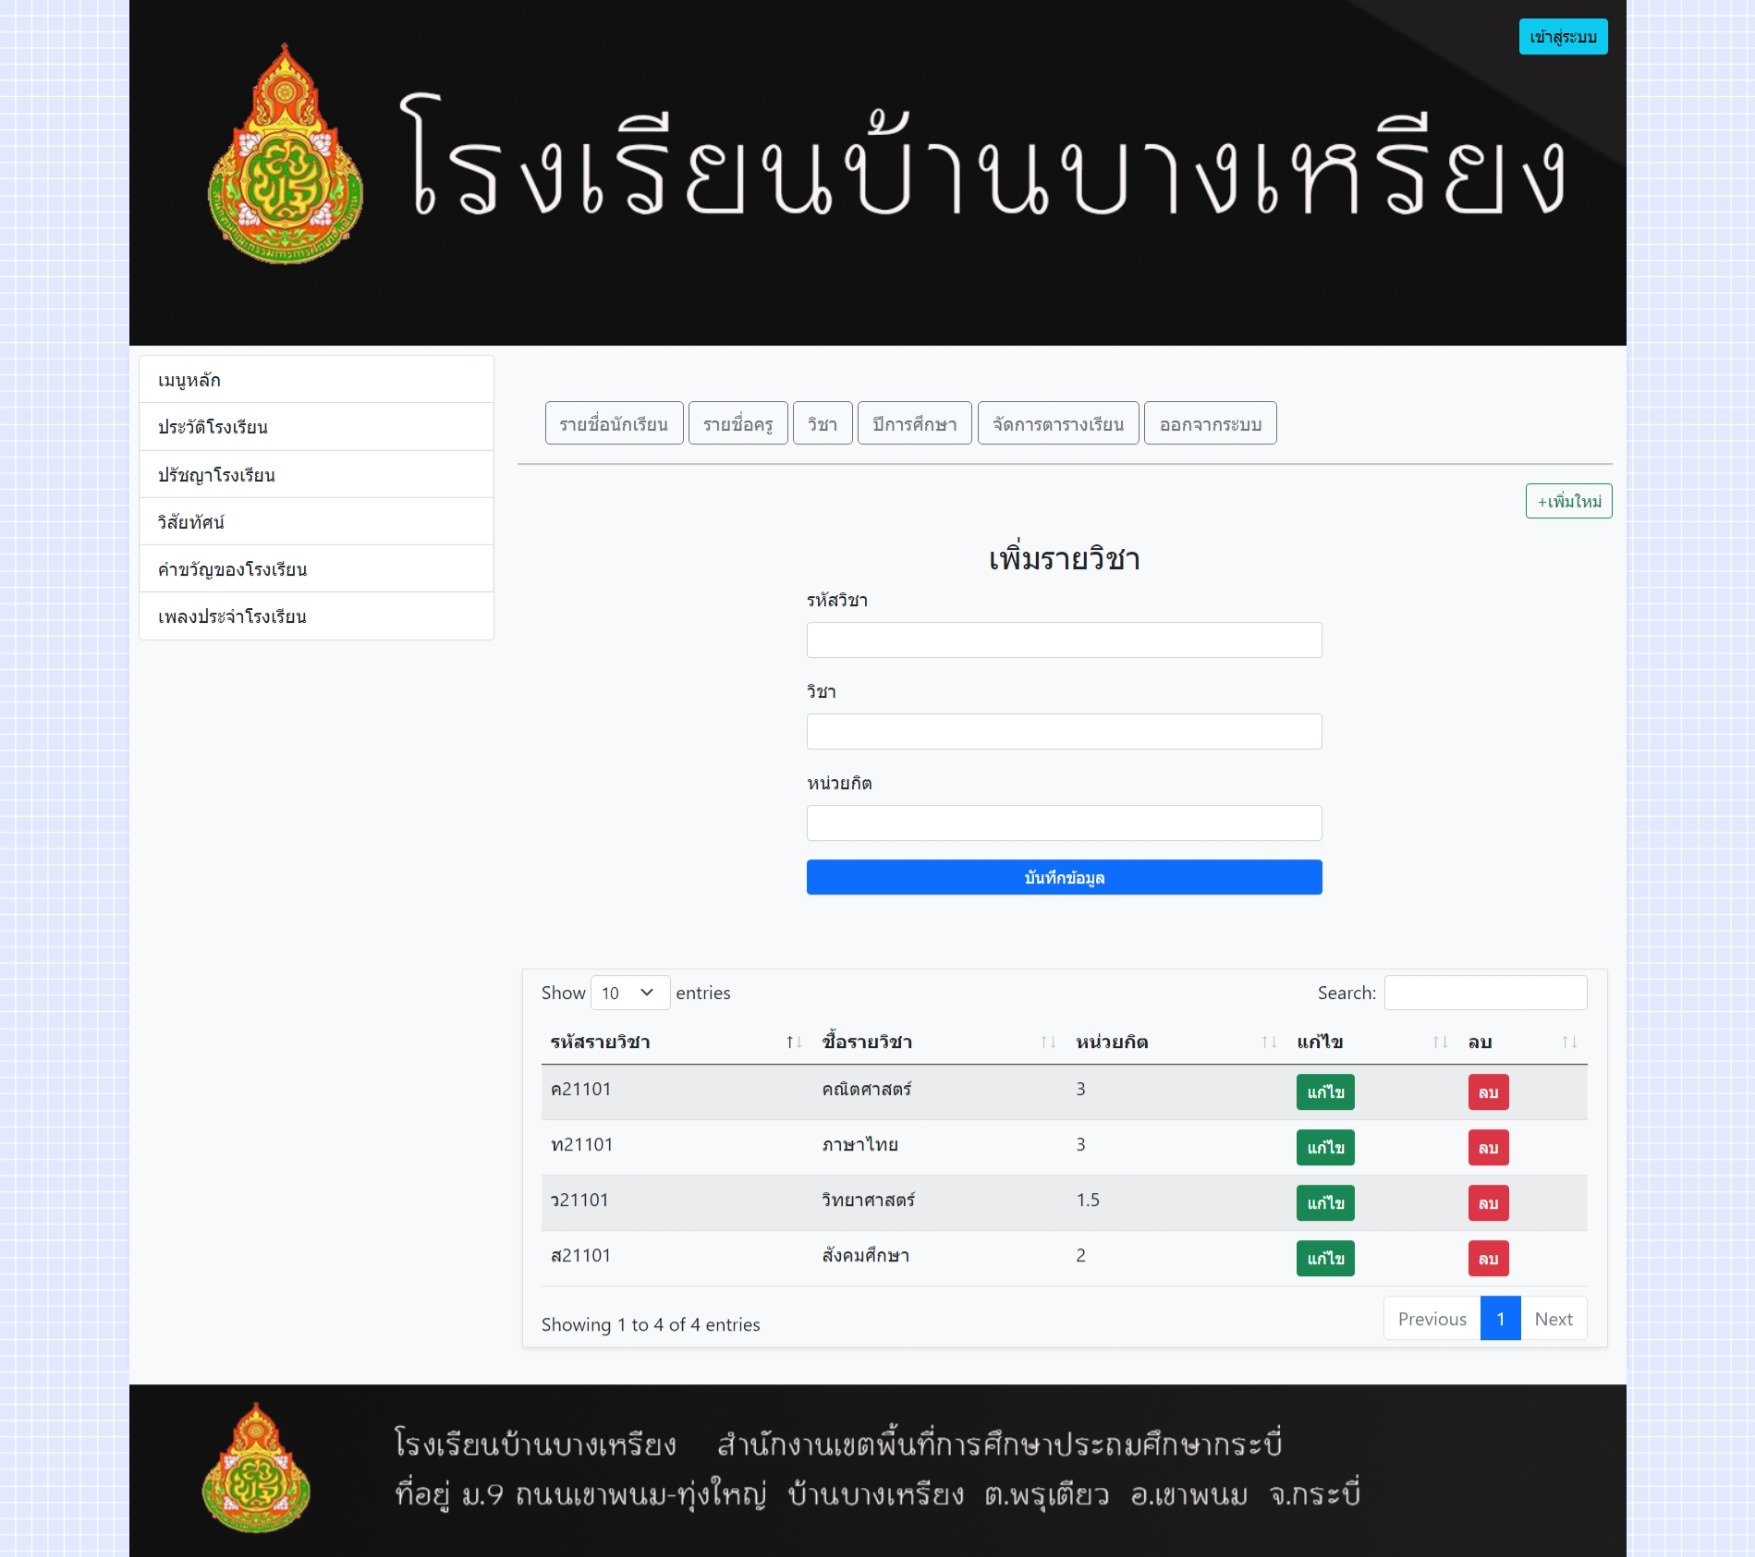 เข้าสู่ระบบ
โรงเรียนบ้านบางเหรียง
เมนูหลัก
ประวัติโรงเรียน
ปรัชญาโรงเรียน
วิสัยทัศน์
คำขวัญของโรงเรียน
เพลงประจำโรงเรียน
รายชื่อนักเรียน รายชื่อครู วิชา ปีการศึกษา จัดการตารางเรียน ออกจากระบบ
+เพิ่มใหม่
เพิ่มรายวิชา
รหัสวิชา
วิชา
หน่วยกิต
บันทึกข้อมูล
Show 10 entries Search:
รหัสรายวิชา ชื่อรายวิชา หน่วยกิต แก้ไข ลบ
ค21101 คณิตศาสตร์ 3 แก้ไข ลบ
ท21101 ภาษาไทย 3 แก้ไข ลบ
ว21101 วิทยาศาสตร์ 1.5 แก้ไข ลบ
ส21101 สังคมศึกษา 2 แก้ไข ลบ
Showing 1 to 4 of 4 entries Previous 1 Next
โรงเรียนบ้านบางเหรียง สำนักงานเขตพื้นที่การศึกษาประถมศึกษากระบี่
ที่อยู่ ม.9 ถนนเขาพนม-ทุ่งใหญ่ บ้านบางเหรียง ต.พรุเตียว อ.เขาพนม จ.กระบี่